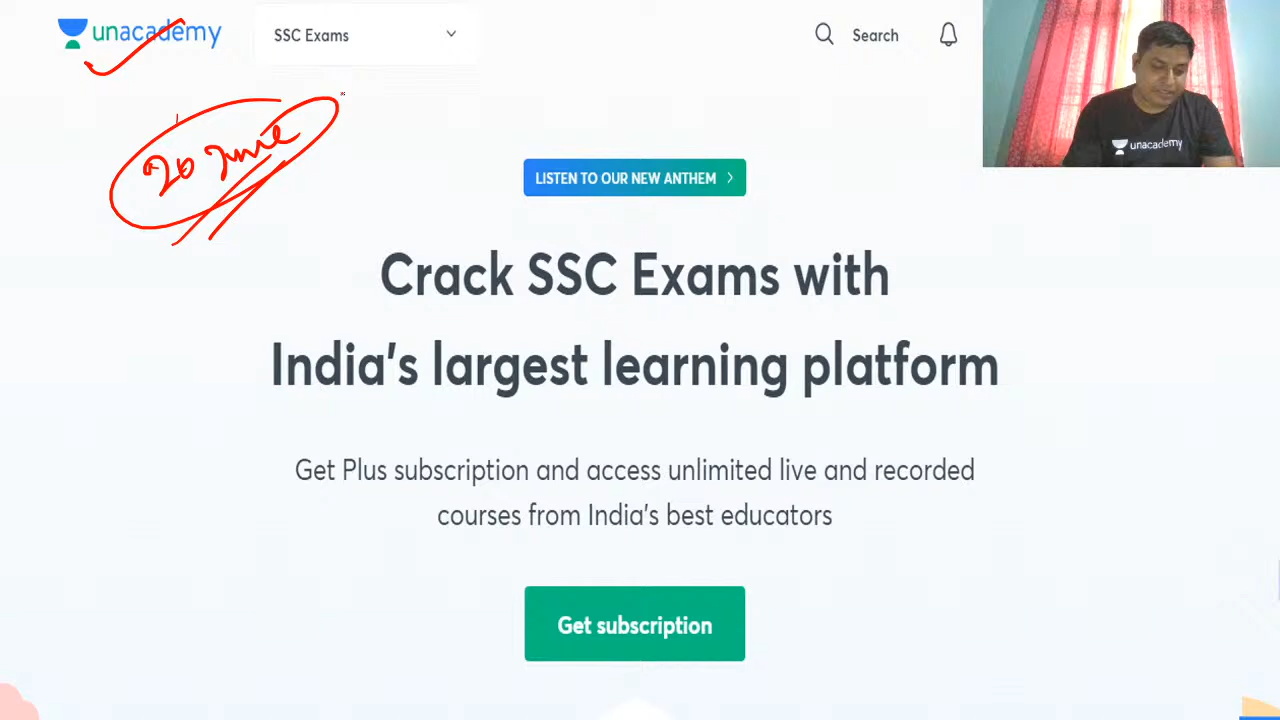 unacademy
SSC Exams
Search
20 June
unacademy
LISTEN TO OUR NEW ANTHEM
Crack SSC Exams with
India's largest learning platform
Get Plus subscription and access unlimited live and recorded
courses from India's best educators
Get subscription